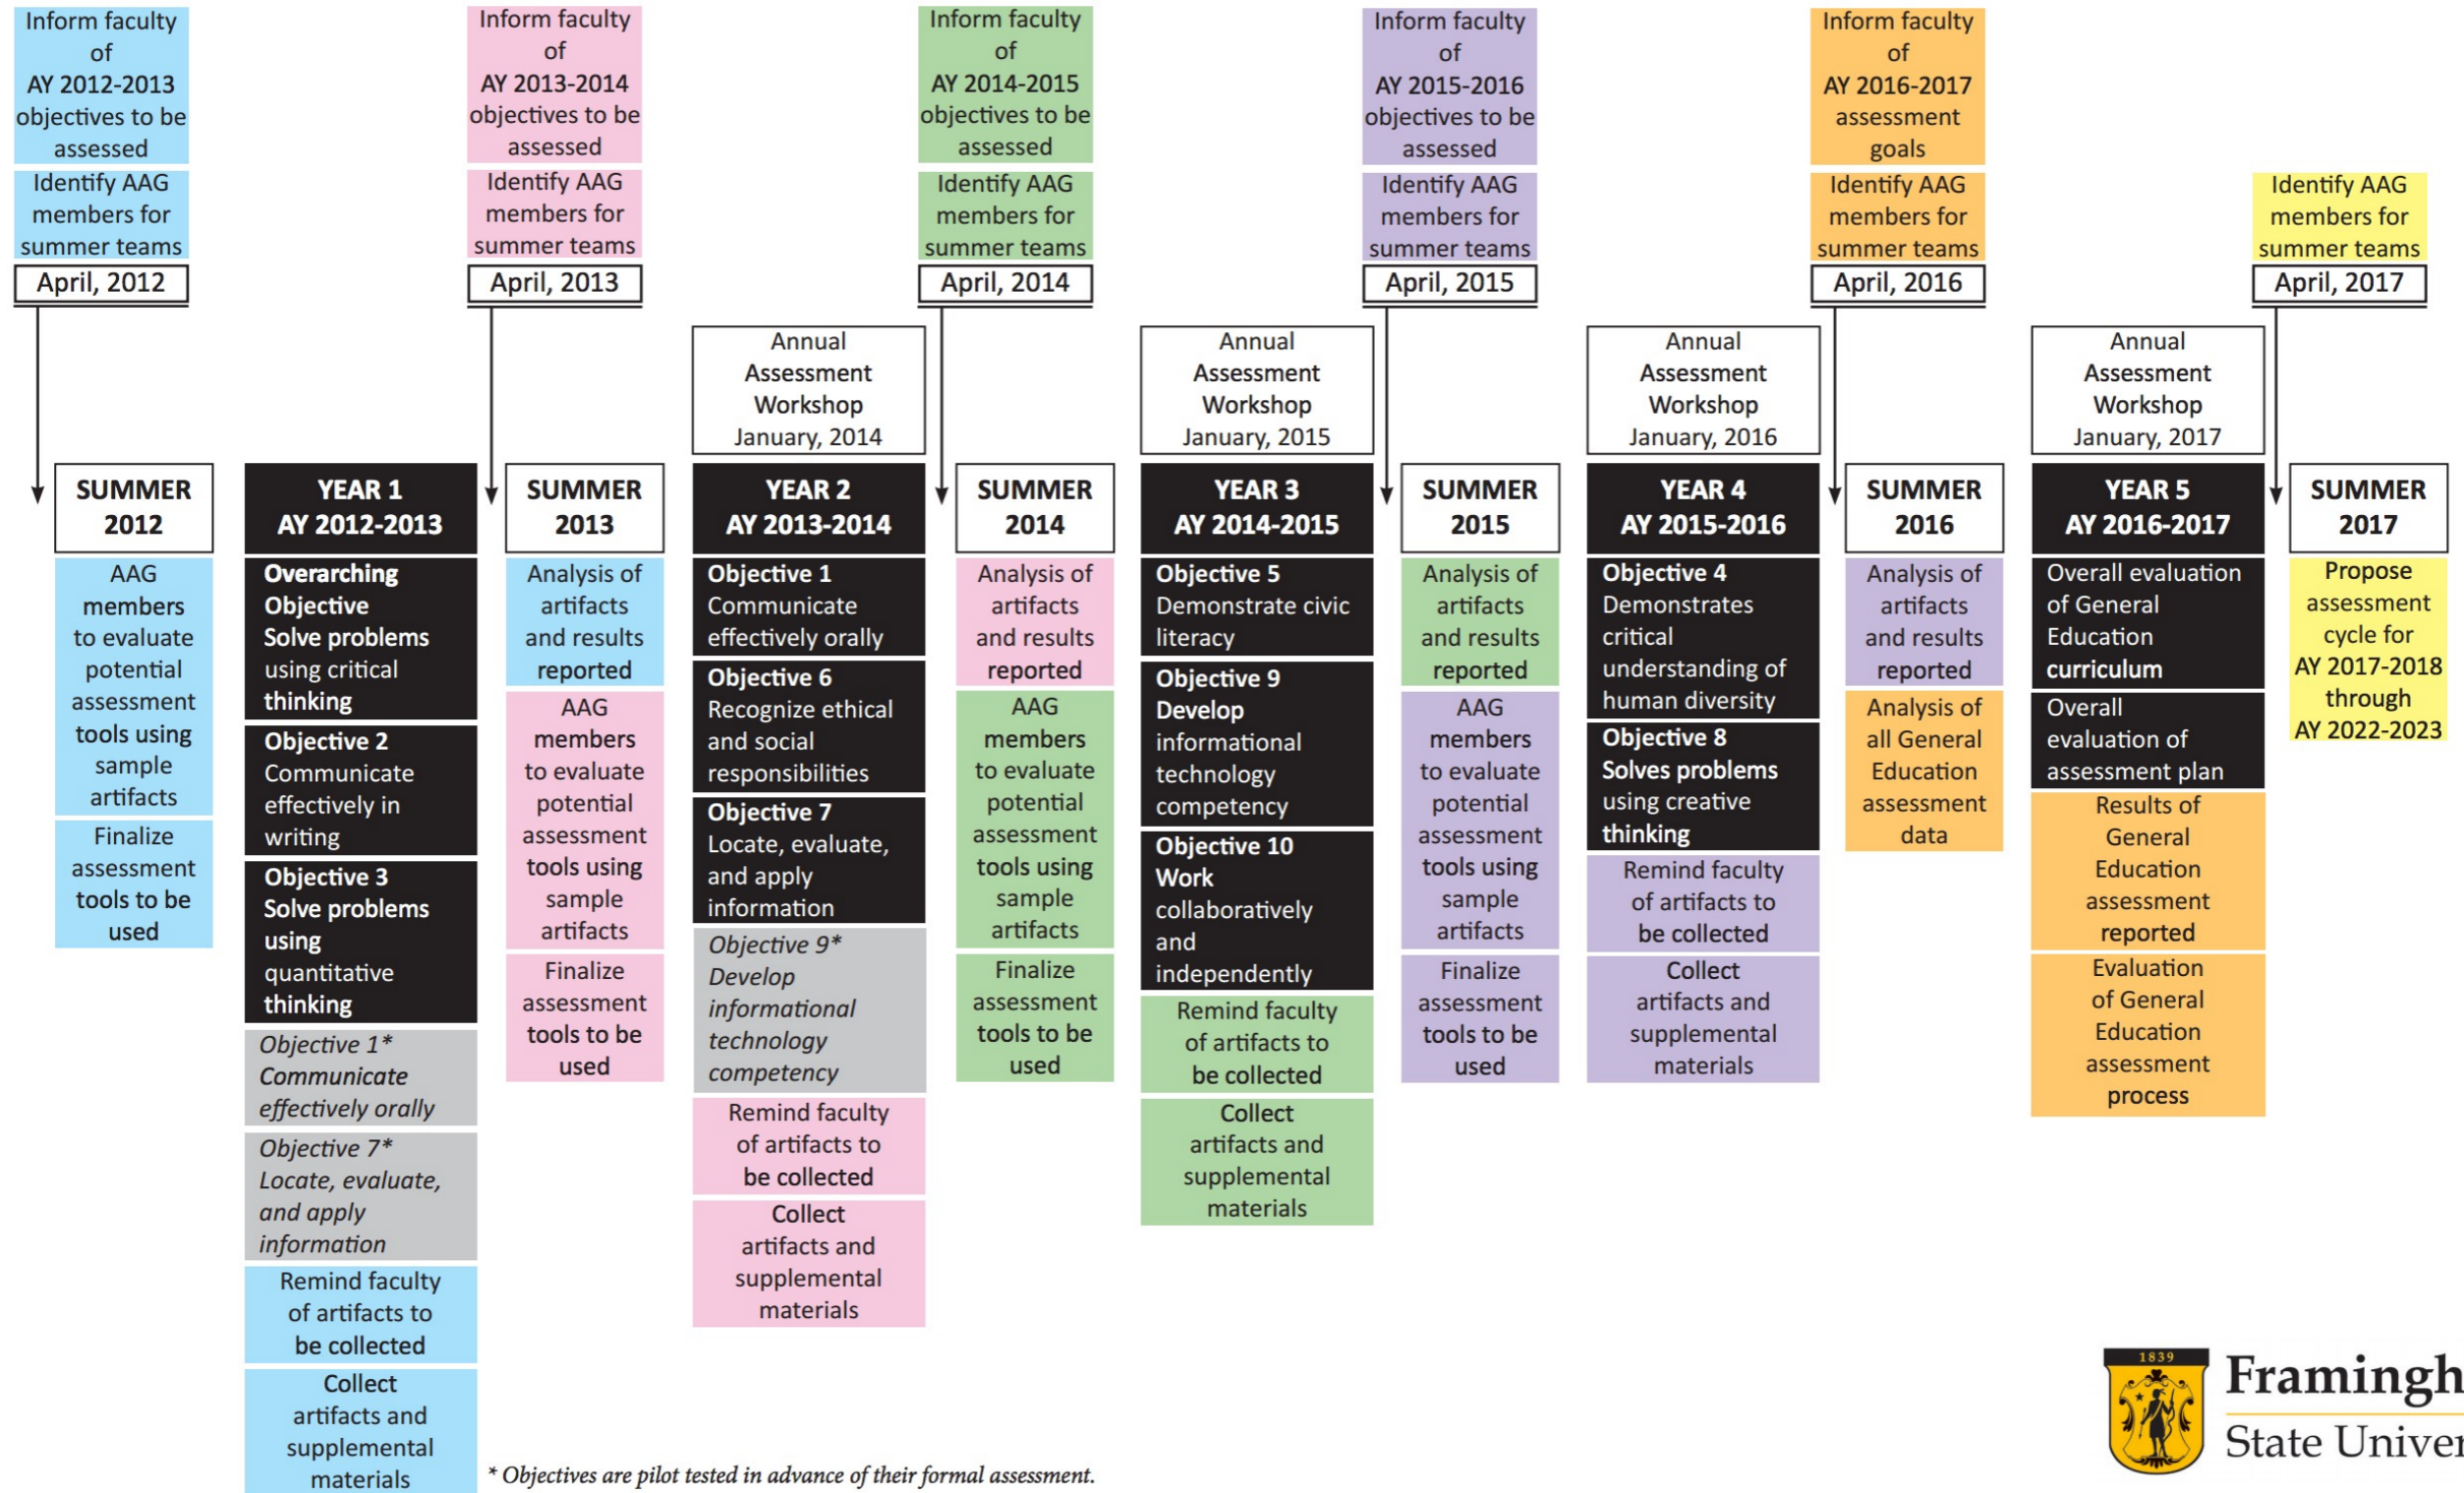 Inform faculty
of
AY 2012-2013
objectives to be
assessed
Identify AAG
members for
summer teams
April, 2012
Inform faculty
of
AY 2013-2014
objectives to be
assessed
Identify AAG
members for
summer teams
April, 2013
Inform faculty
of
AY 2014-2015
objectives to be
assessed
Identify AAG
members for
summer teams
April, 2014
Inform faculty
of
AY 2015-2016
objectives to be
assessed
Identify AAG
members for
summer teams
April, 2015
Inform faculty
of
AY 2016-2017
assessment
goals
Identify AAG
members for
summer teams
April, 2016
Identify AAG
members for
summer teams
April, 2017
Annual
Assessment
Workshop
January, 2014
Annual
Assessment
Workshop
January, 2015
Annual
Assessment
Workshop
January, 2016
Annual
Assessment
Workshop
January, 2017
SUMMER
2012
AAG
members
to evaluate
potential
assessment
tools using
sample
artifacts
Finalize
assessment
tools to be
used
YEAR 1
AY 2012-2013
Overarching
Objective
Solve problems
using critical
thinking
Objective 2
Communicate
effectively in
writing
Objective 3
Solve problems
using
quantitative
thinking
Objective 1*
Communicate
effectively orally
Objective 7*
Locate, evaluate,
and apply
information
Remind faculty
of artifacts to
be collected
Collect
artifacts and
supplemental
materials
SUMMER
2013
Analysis of
artifacts
and results
reported
AAG
members
to evaluate
potential
assessment
tools using
sample
artifacts
Finalize
assessment
tools to be
used
YEAR 2
AY 2013-2014
Objective 1
Communicate
effectively orally
Objective 6
Recognize ethical
and social
responsibilities
Objective 7
Locate, evaluate,
and apply
information
Objective 9*
Develop
informational
technology
competency
Remind faculty
of artifacts to
be collected
Collect
artifacts and
supplemental
materials
SUMMER
2014
Analysis of
artifacts
and results
reported
AAG
members
to evaluate
potential
assessment
tools using
sample
artifacts
Finalize
assessment
tools to be
used
YEAR 3
AY 2014-2015
Objective 5
Demonstrate civic
literacy
Objective 9
Develop
informational
technology
competency
Objective 10
Work
collaboratively
and
independently
Remind faculty
of artifacts to
be collected
Collect
artifacts and
supplemental
materials
SUMMER
2015
Analysis of
artifacts
and results
reported
AAG
members
to evaluate
potential
assessment
tools using
sample
artifacts
Finalize
assessment
tools to be
used
YEAR 4
AY 2015-2016
Objective 4
Demonstrates
critical
understanding of
human diversity
Objective 8
Solves problems
using creative
thinking
Remind faculty
of artifacts to
be collected
Collect
artifacts and
supplemental
materials
SUMMER
2016
Analysis of
artifacts
and results
reported
Analysis of
all General
Education
assessment
data
YEAR 5
AY 2016-2017
Overall evaluation
of General
Education
curriculum
Overall
evaluation of
assessment plan
Results of
General
Education
assessment
reported
Evaluation
of General
Education
assessment
process
SUMMER
2017
Propose
assessment
cycle for
AY 2017-2018
through
AY 2022-2023
* Objectives are pilot tested in advance of their formal assessment.
1839
Framingh
State Univer